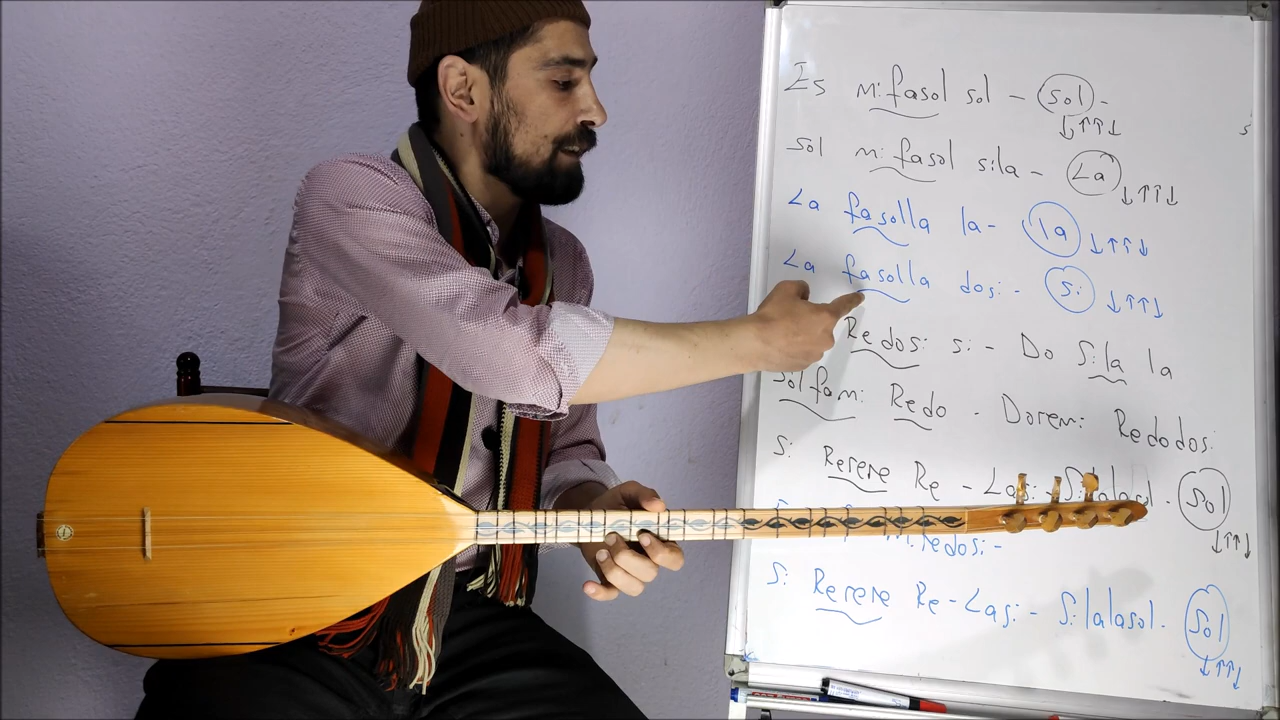 Es mifasol sol - sol - ↓↑↑↓
s
sol mifasol sila - La ↓↑↑↓
La fasolla la - la ↓↑↑↓
La fasolla dosi - si ↓↑↑↓
Redosi si - Do Sila la
Solfami Redo - Doremi Redodosi
Si Rerere Re - Lasi - Silalasol - Sol ↓↑↑↓
redosi -
Si Rerere Re - Lasi - Silalasol - Sol ↓↑↑↓